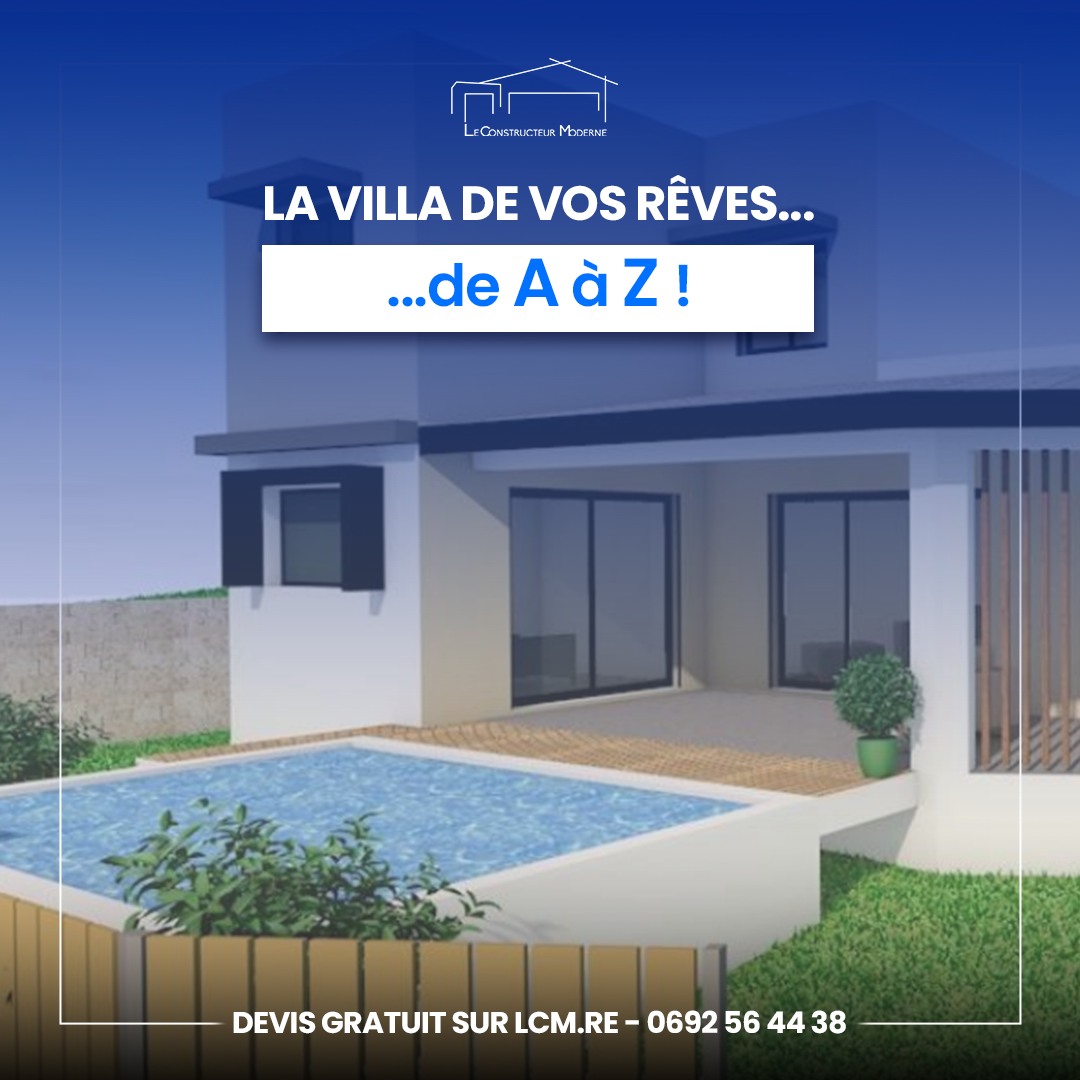 Le Constructeur Moderne
LA VILLA DE VOS RÊVES...
...de A à Z !
DEVIS GRATUIT SUR LCM.RE - 0692 56 44 38